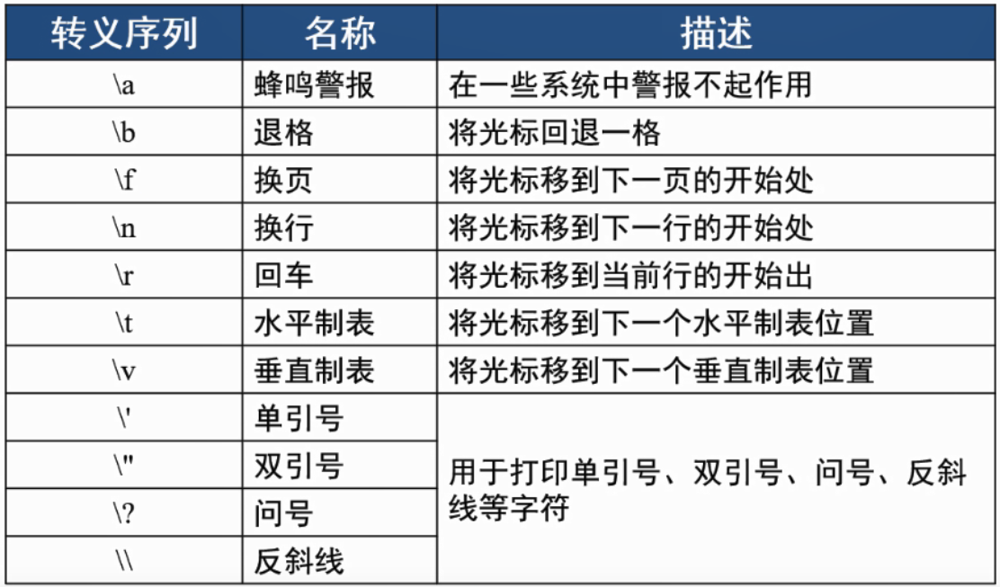 转义序列 名称 描述
\a 蜂鸣警报 在一些系统中警报不起作用
\b 退格 将光标回退一格
\f 换页 将光标移到下一页的开始处
\n 换行 将光标移到下一行的开始处
\r 回车 将光标移到当前行的开始出
\t 水平制表 将光标移到下一个水平制表位置
\v 垂直制表 将光标移到下一个垂直制表位置
\' 单引号
\" 双引号
\? 问号
\\ 反斜线
用于打印单引号、双引号、问号、反斜
线等字符